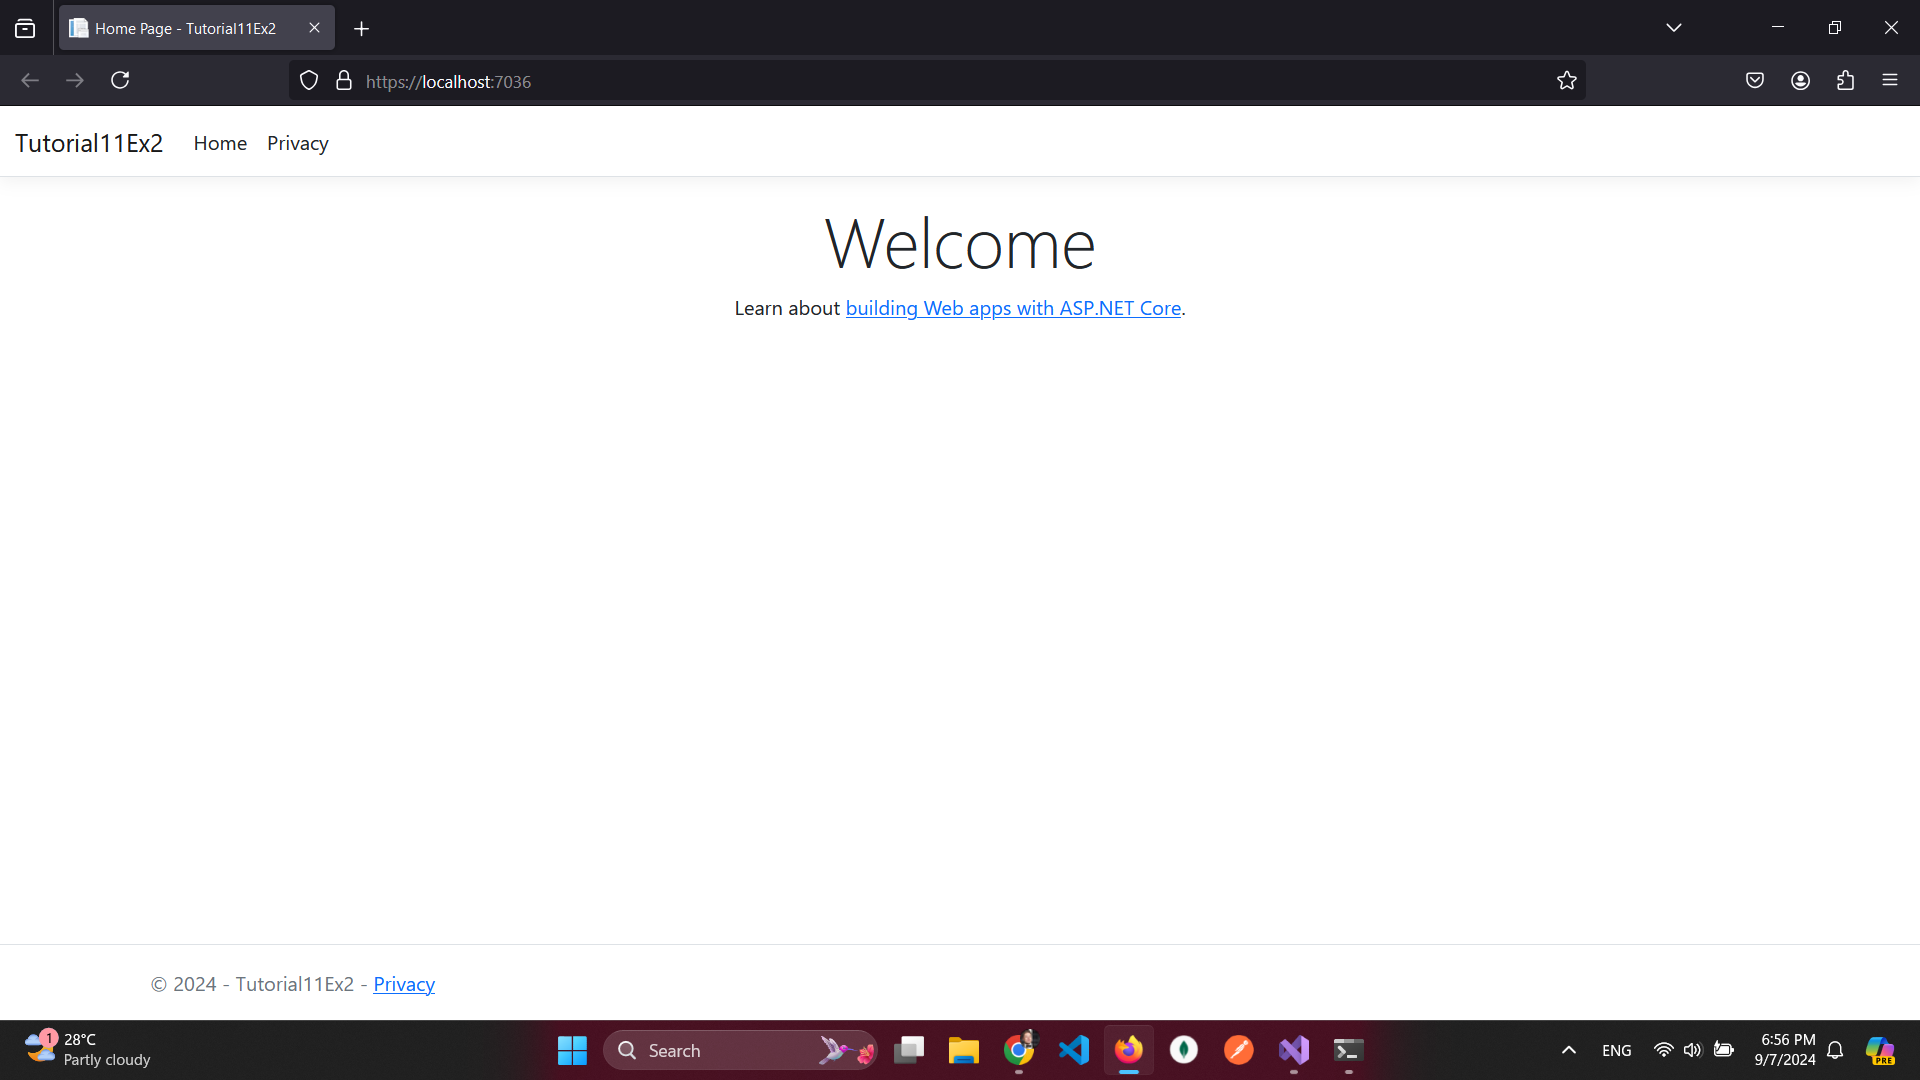 Home Page - Tutorial11Ex2
https://localhost:7036
Tutorial11Ex2 Home Privacy
Welcome
Learn about building Web apps with ASP.NET Core.
© 2024 - Tutorial11Ex2 - Privacy
1
28°C
Partly cloudy
Search
ENG
6:56 PM
9/7/2024
PRE